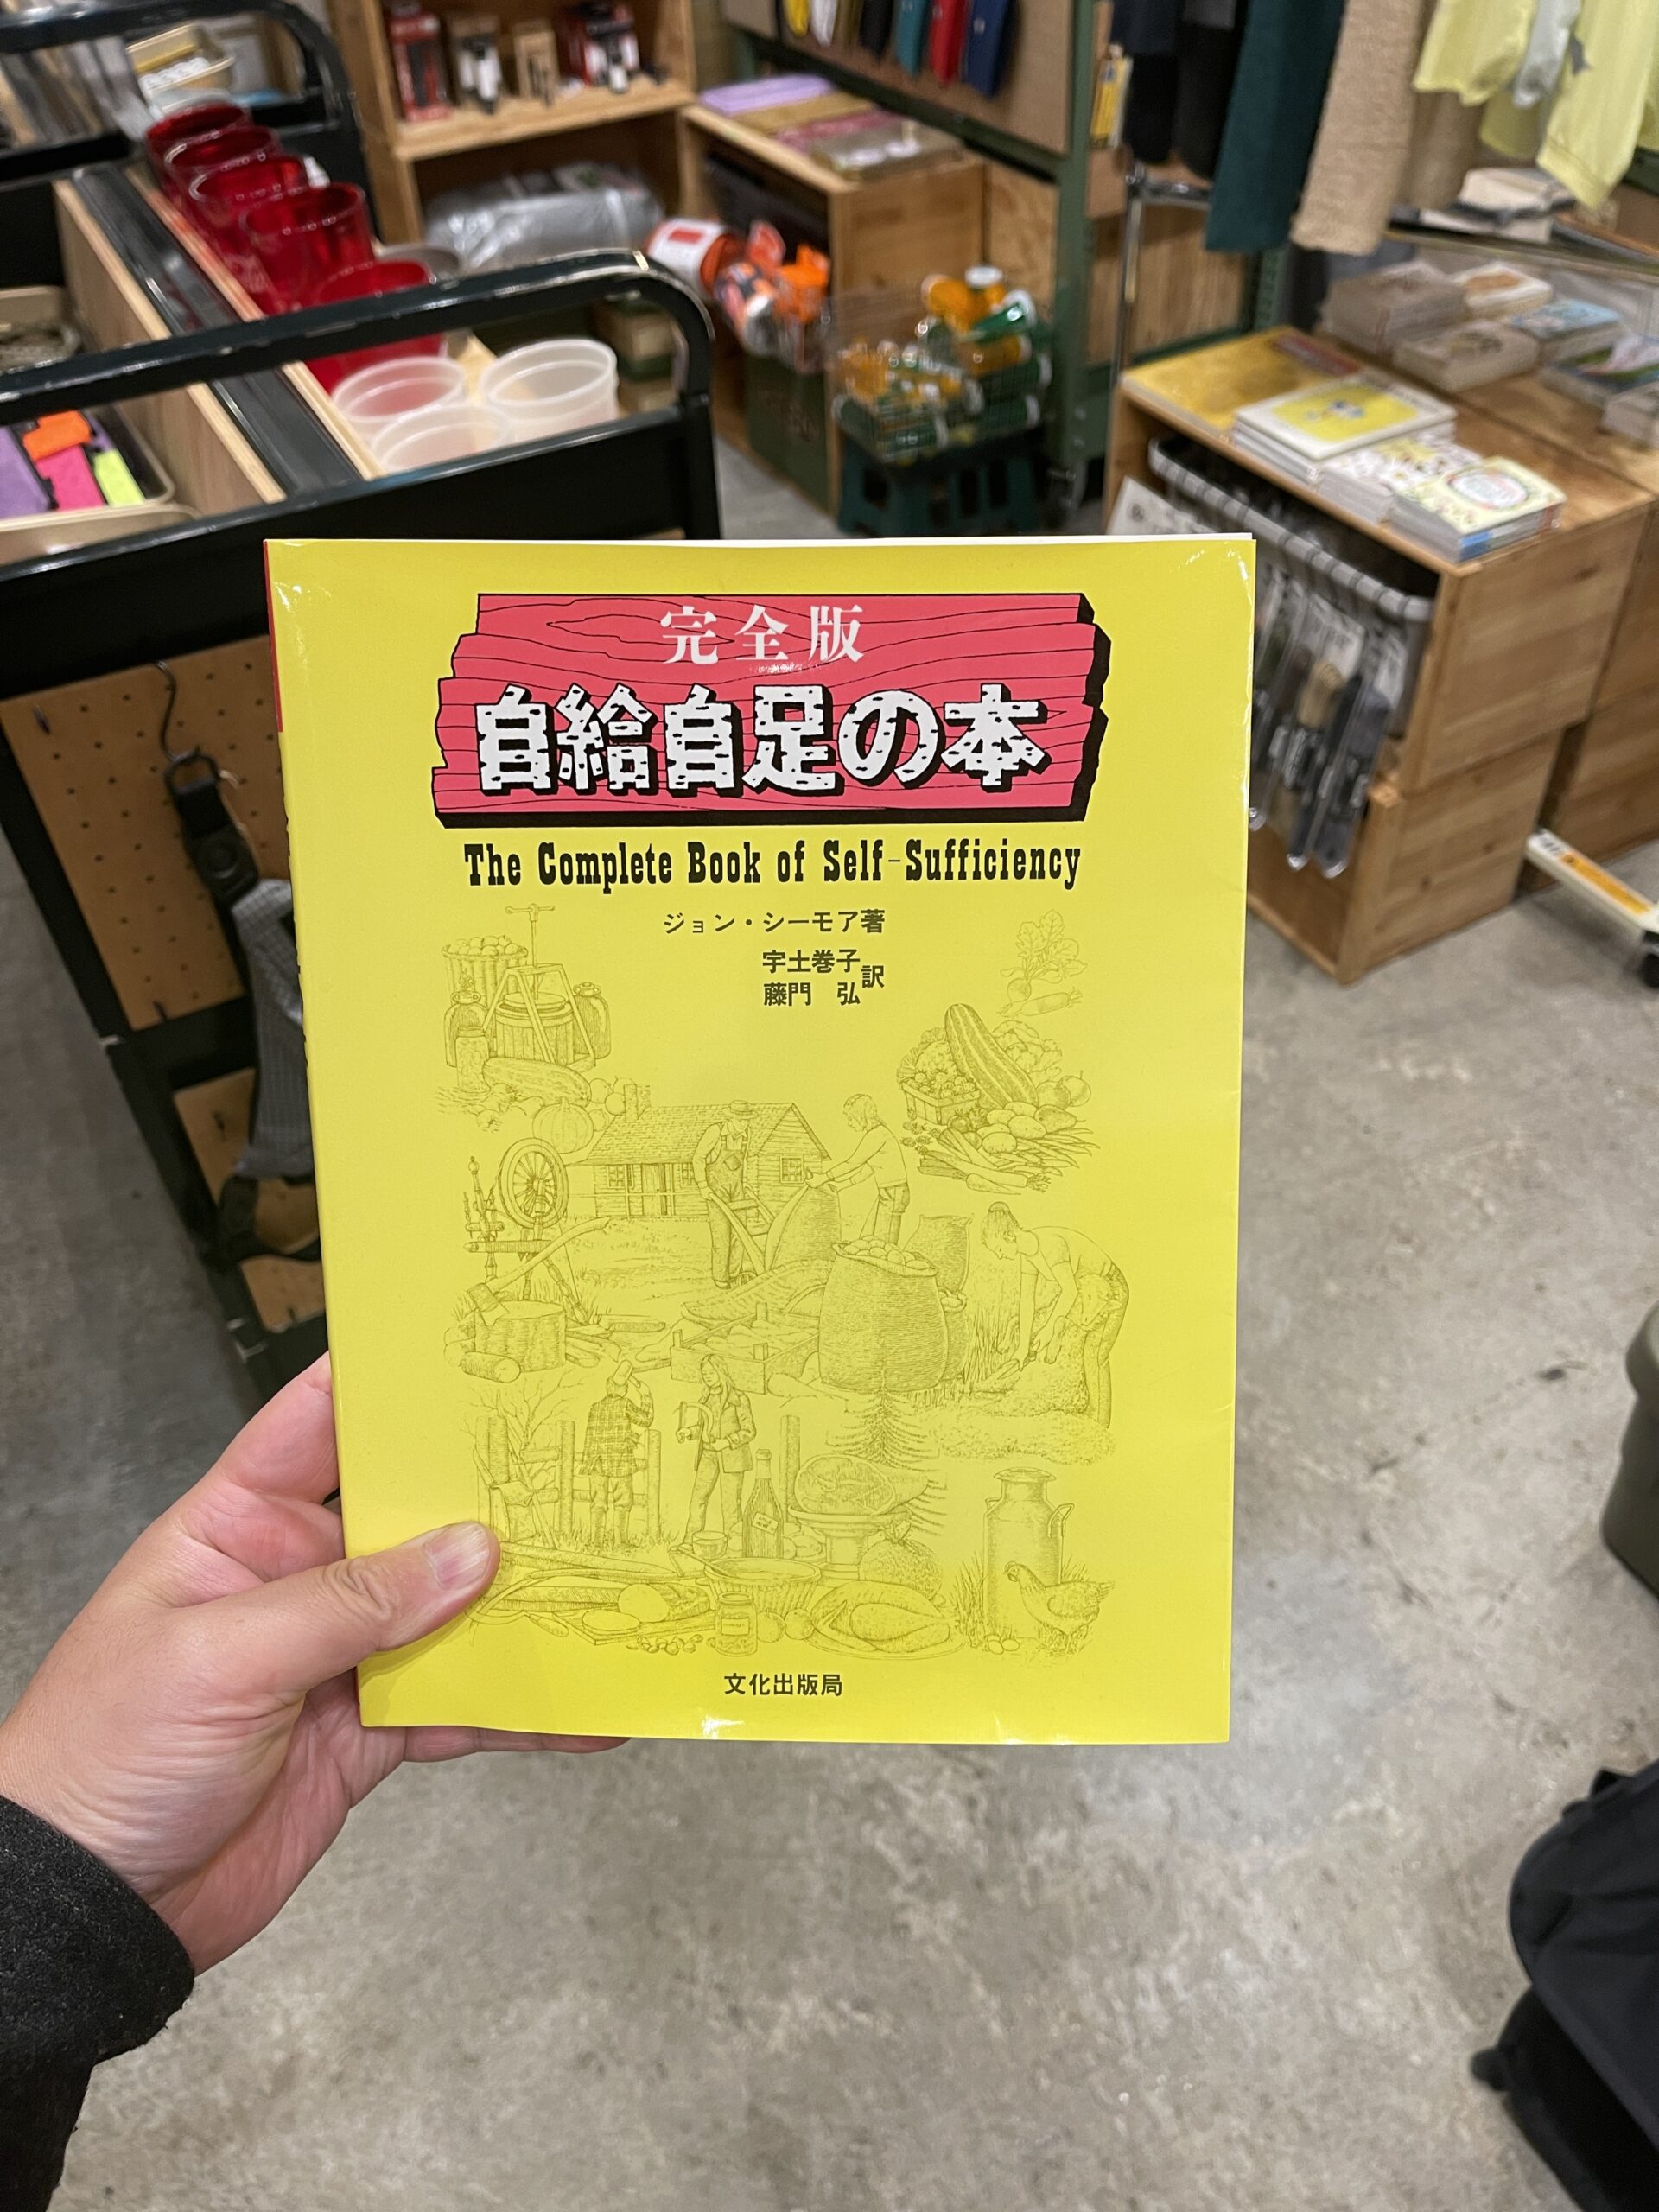 完全版
自給自足の本
The Complete Book of Self-Sufficiency
ジョン・シーモア著
宇土巻子
藤門 弘
訳
文化出版局